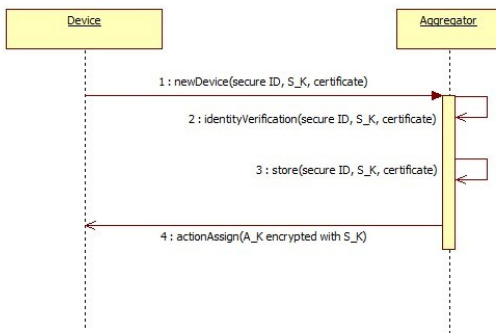 Device
Aggregator
1 : newDevice(secure ID, S_K, certificate)
2 : identityVerification(secure ID, S_K, certificate)
3 : store(secure ID, S_K, certificate)
4 : actionAssign(A_K encrypted with S_K)